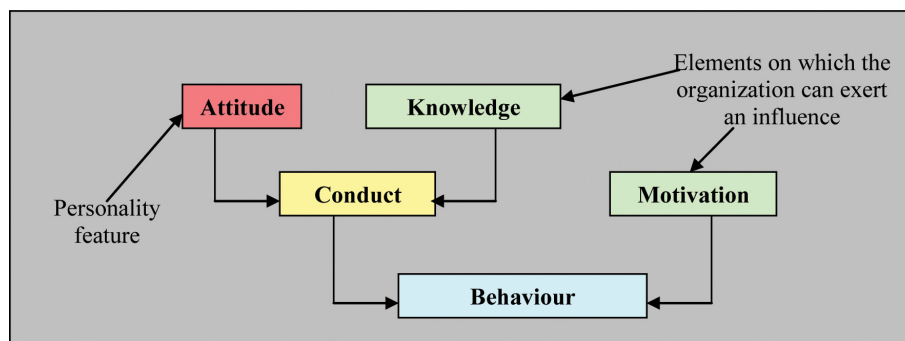 Elements on which the
organization can exert
an influence
Attitude
Knowledge
Personality
feature
Conduct
Motivation
Behaviour